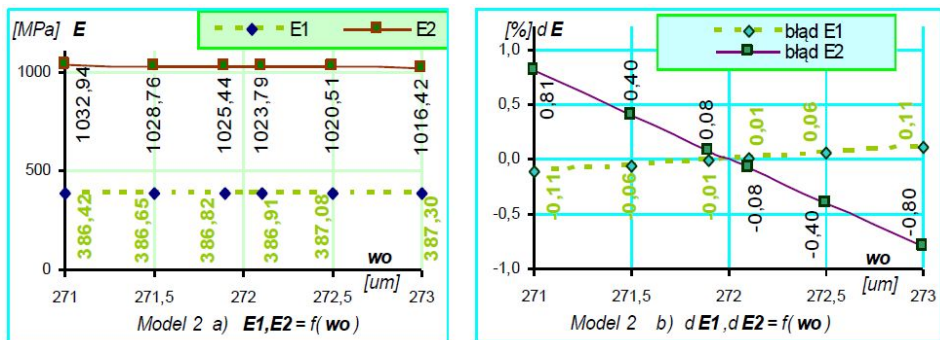 [MPa] E
E1 E2
1000
500
0
1032,94
1028,76
1025,44
1023,79
1020,51
1016,42
386,42
386,65
386,82
386,91
387,08
387,30
wo
[um]
271 271,5 272 272,5 273
Model 2 a) E1,E2 = f( wo )
[%] d E
błąd E1
błąd E2
1,0
0,5
0,0
-0,5
-1,0
0,81
0,40
0,08
-0,08
-0,40
-0,80
-0,11
-0,06
-0,01
0,01
0,06
0,11
wo
[um]
271 271,5 272 272,5 273
Model 2 b) d E1 ,d E2 = f( wo )